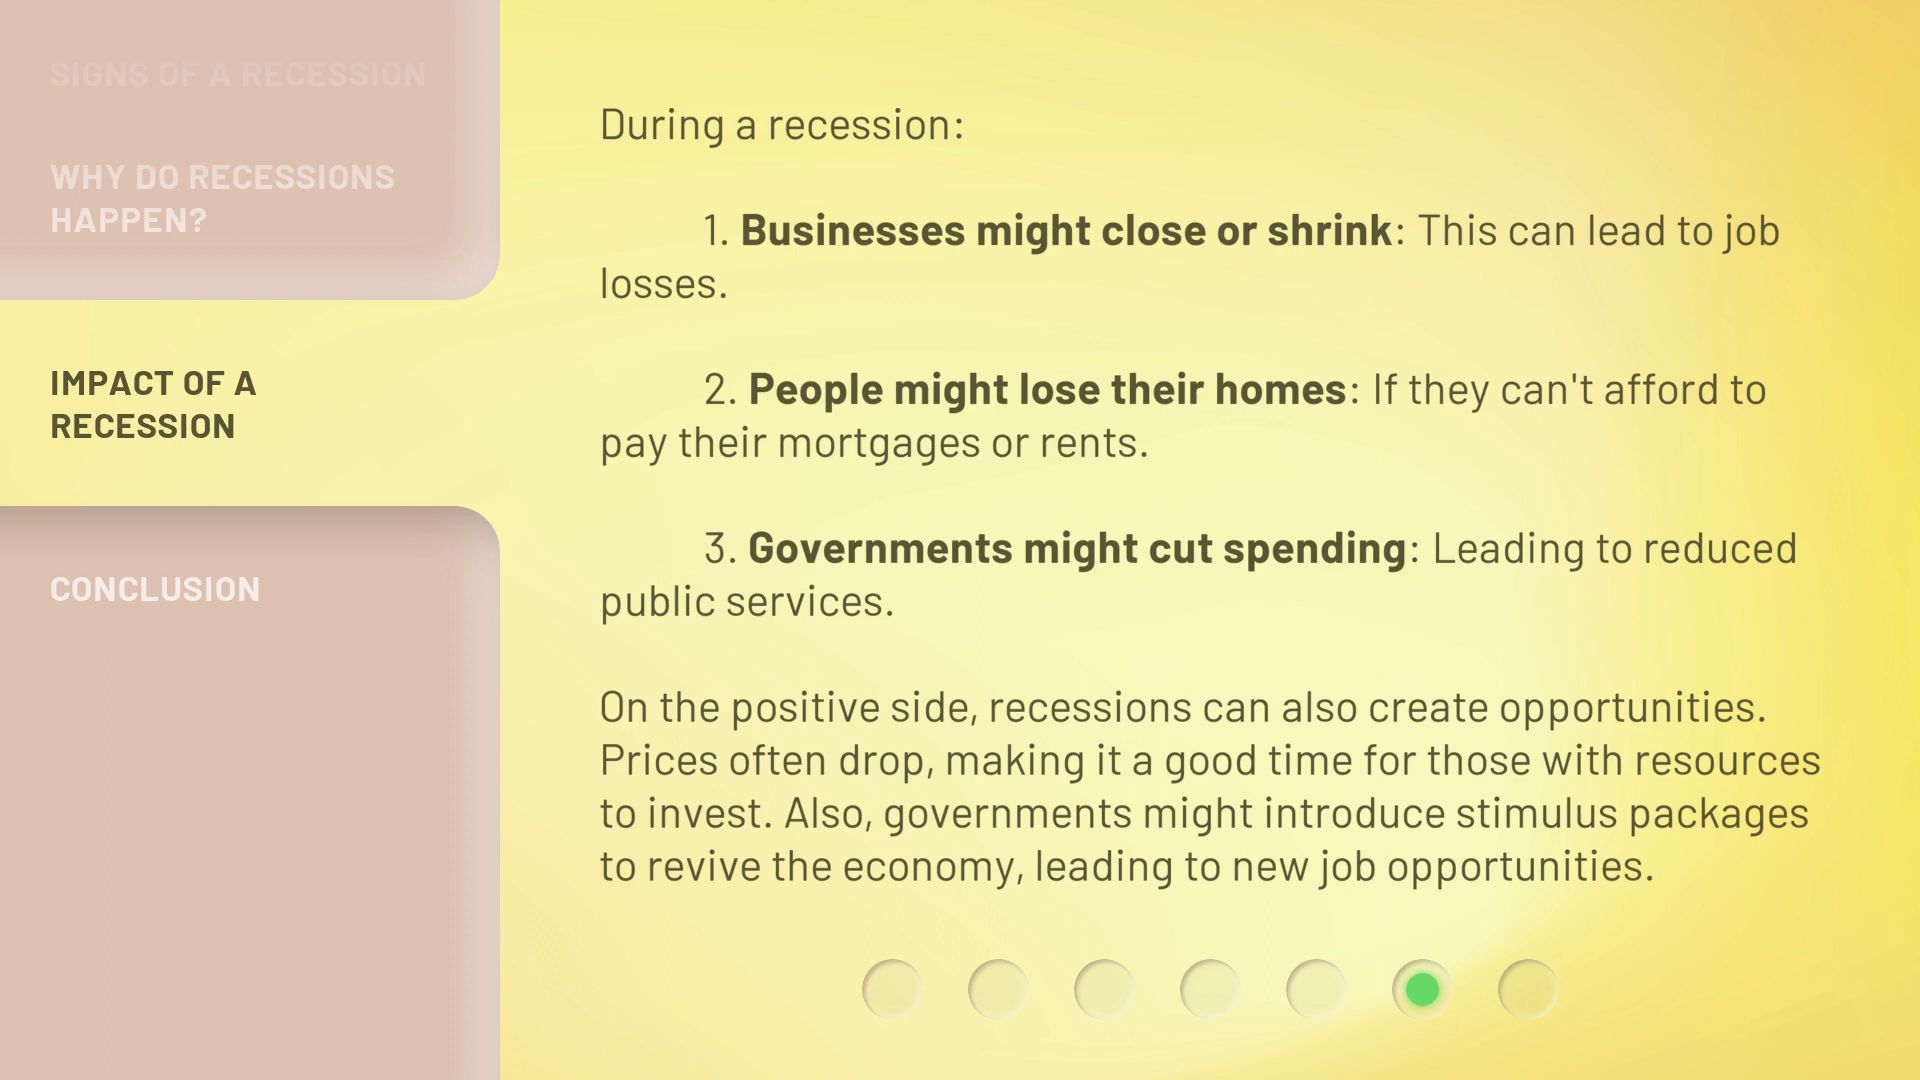 SIGNS OF A RECESSION
WHY DO RECESSIONS
HAPPEN?
IMPACT OF A
RECESSION
CONCLUSION
During a recession:
1. Businesses might close or shrink: This can lead to job
losses.
2. People might lose their homes: If they can't afford to
pay their mortgages or rents.
3. Governments might cut spending: Leading to reduced
public services.
On the positive side, recessions can also create opportunities.
Prices often drop, making it a good time for those with resources
to invest. Also, governments might introduce stimulus packages
to revive the economy, leading to new job opportunities.